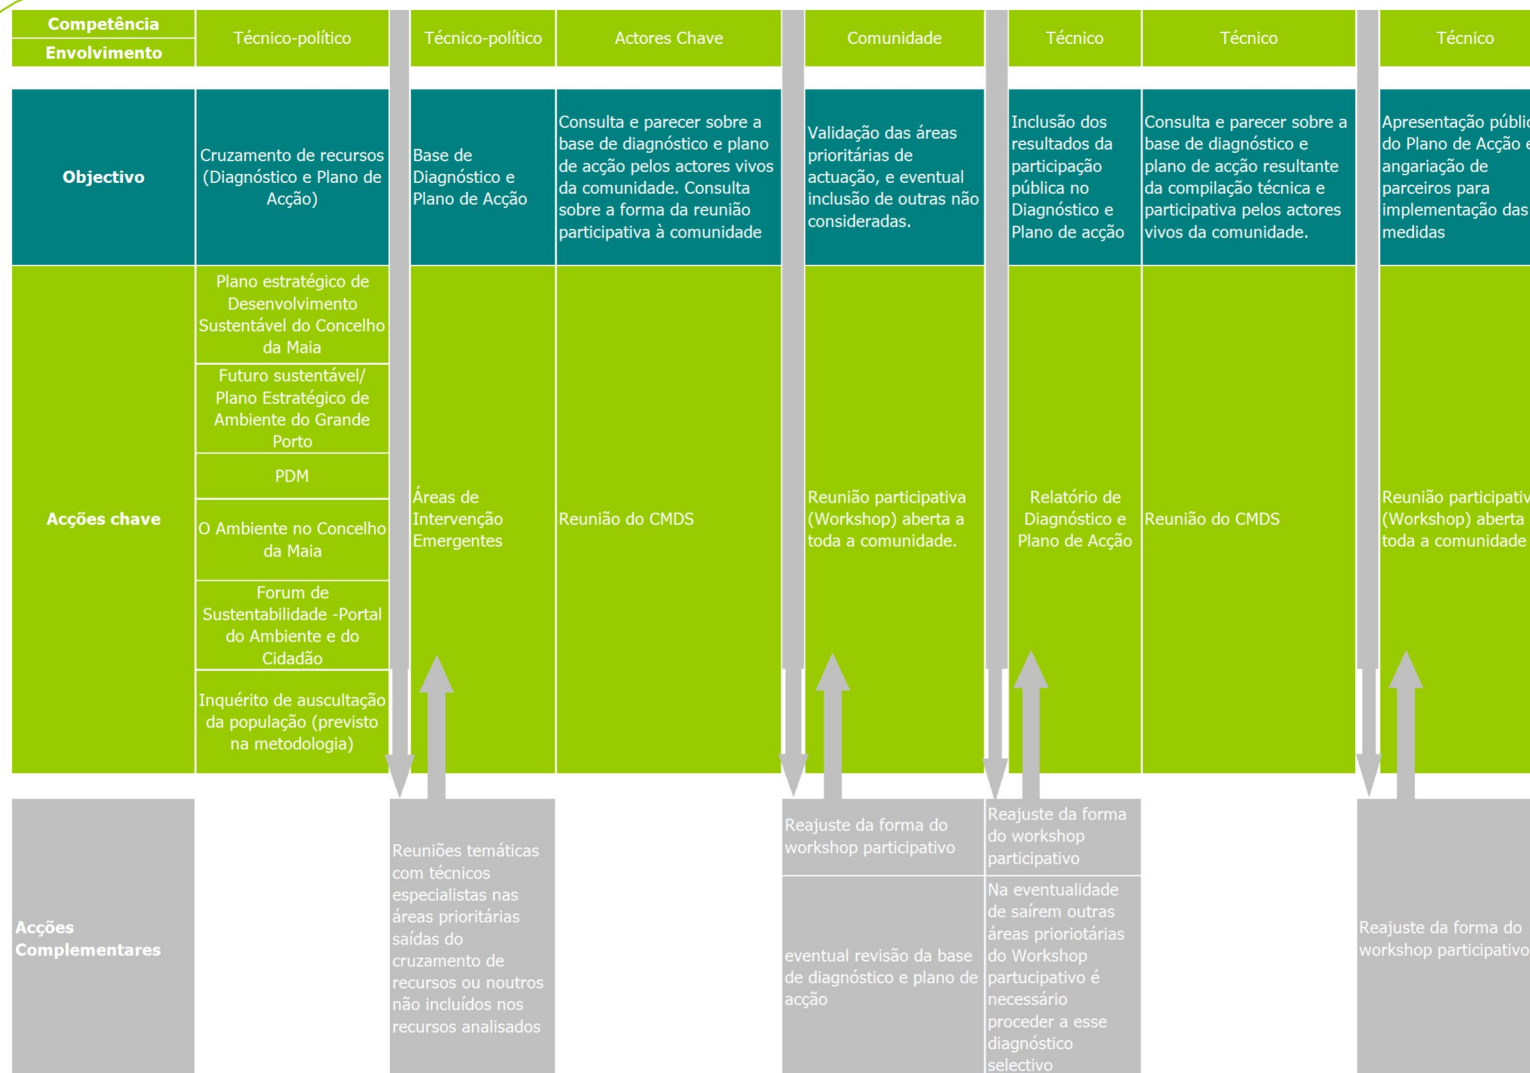 Competência
Envolvimento
Técnico-político
Técnico-político
Actores Chave
Comunidade
Técnico
Técnico
Técnico
Objectivo
Cruzamento de recursos
(Diagnóstico e Plano de
Acção)
Base de
Diagnóstico e
Plano de Acção
Consulta e parecer sobre a
base de diagnóstico e plano
de acção pelos actores vivos
da comunidade. Consulta
sobre a forma da reunião
participativa à comunidade
Validação das áreas
prioritárias de
actuação, e eventual
inclusão de outras não
consideradas.
Inclusão dos
resultados da
participação
pública no
Diagnóstico e
Plano de acção
Consulta e parecer sobre a
base de diagnóstico e
plano de acção resultante
da compilação técnica e
participativa pelos actores
vivos da comunidade.
Apresentação públic
do Plano de Acção e
angariação de
parceiros para
implementação das
medidas
Acções chave
Plano estratégico de
Desenvolvimento
Sustentável do Concelho
da Maia
Futuro sustentável/
Plano Estratégico de
Ambiente do Grande
Porto
PDM
O Ambiente no Concelho
da Maia
Forum de
Sustentabilidade -Portal
do Ambiente e do
Cidadão
Inquérito de auscultação
da população (previsto
na metodologia)
Áreas de
Intervenção
Emergentes
Reunião do CMDS
Reunião participativa
(Workshop) aberta a
toda a comunidade.
Relatório de
Diagnóstico e
Plano de Acção
Reunião do CMDS
Reunião participativ
(Workshop) aberta
toda a comunidade
Acções
Complementares
Reuniões temáticas
com técnicos
especialistas nas
áreas prioritárias
saídas do
cruzamento de
recursos ou noutros
não incluídos nos
recursos analisados
Reajuste da forma do
workshop participativo
eventual revisão da base
de diagnóstico e plano de
acção
Reajuste da forma
do workshop
participativo
Na eventualidade
de saírem outras
áreas prioriotárias
do Workshop
partucipativo é
necessário
proceder a esse
diagnóstico
selectivo
Reajuste da forma do
workshop participativo